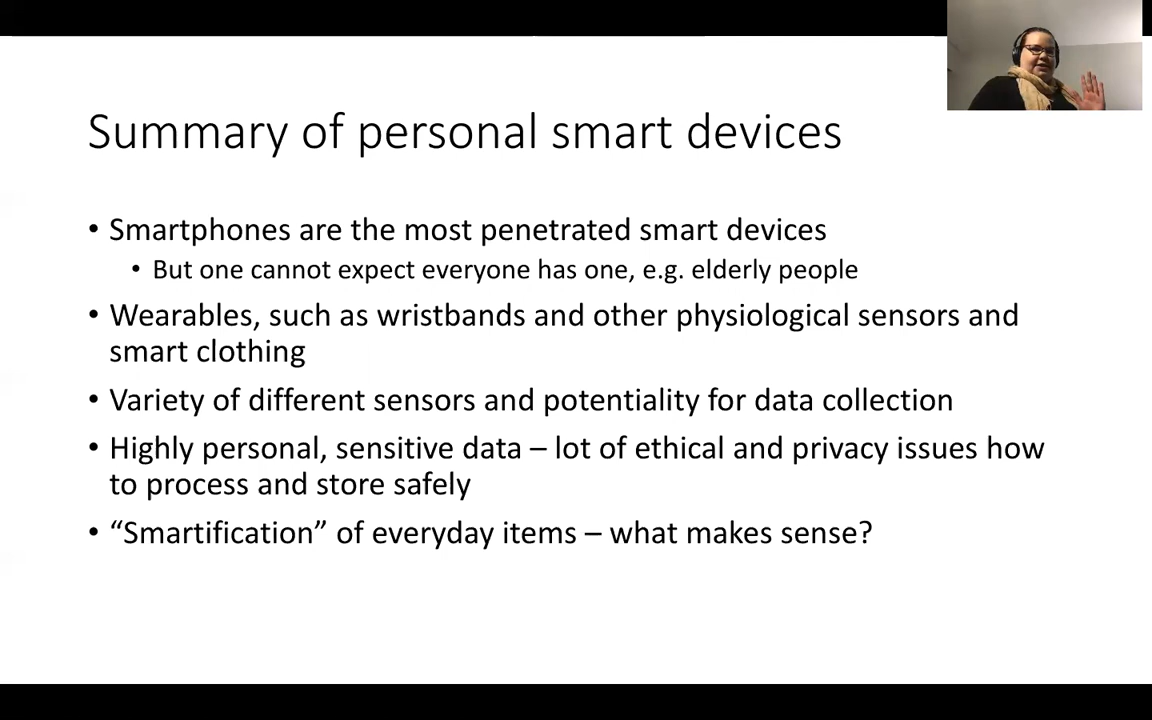 Summary of personal smart devices
• Smartphones are the most penetrated smart devices
• But one cannot expect everyone has one, e.g. elderly people
• Wearables, such as wristbands and other physiological sensors and
smart clothing
• Variety of different sensors and potentiality for data collection
• Highly personal, sensitive data – lot of ethical and privacy issues how
to process and store safely
• “Smartification” of everyday items – what makes sense?